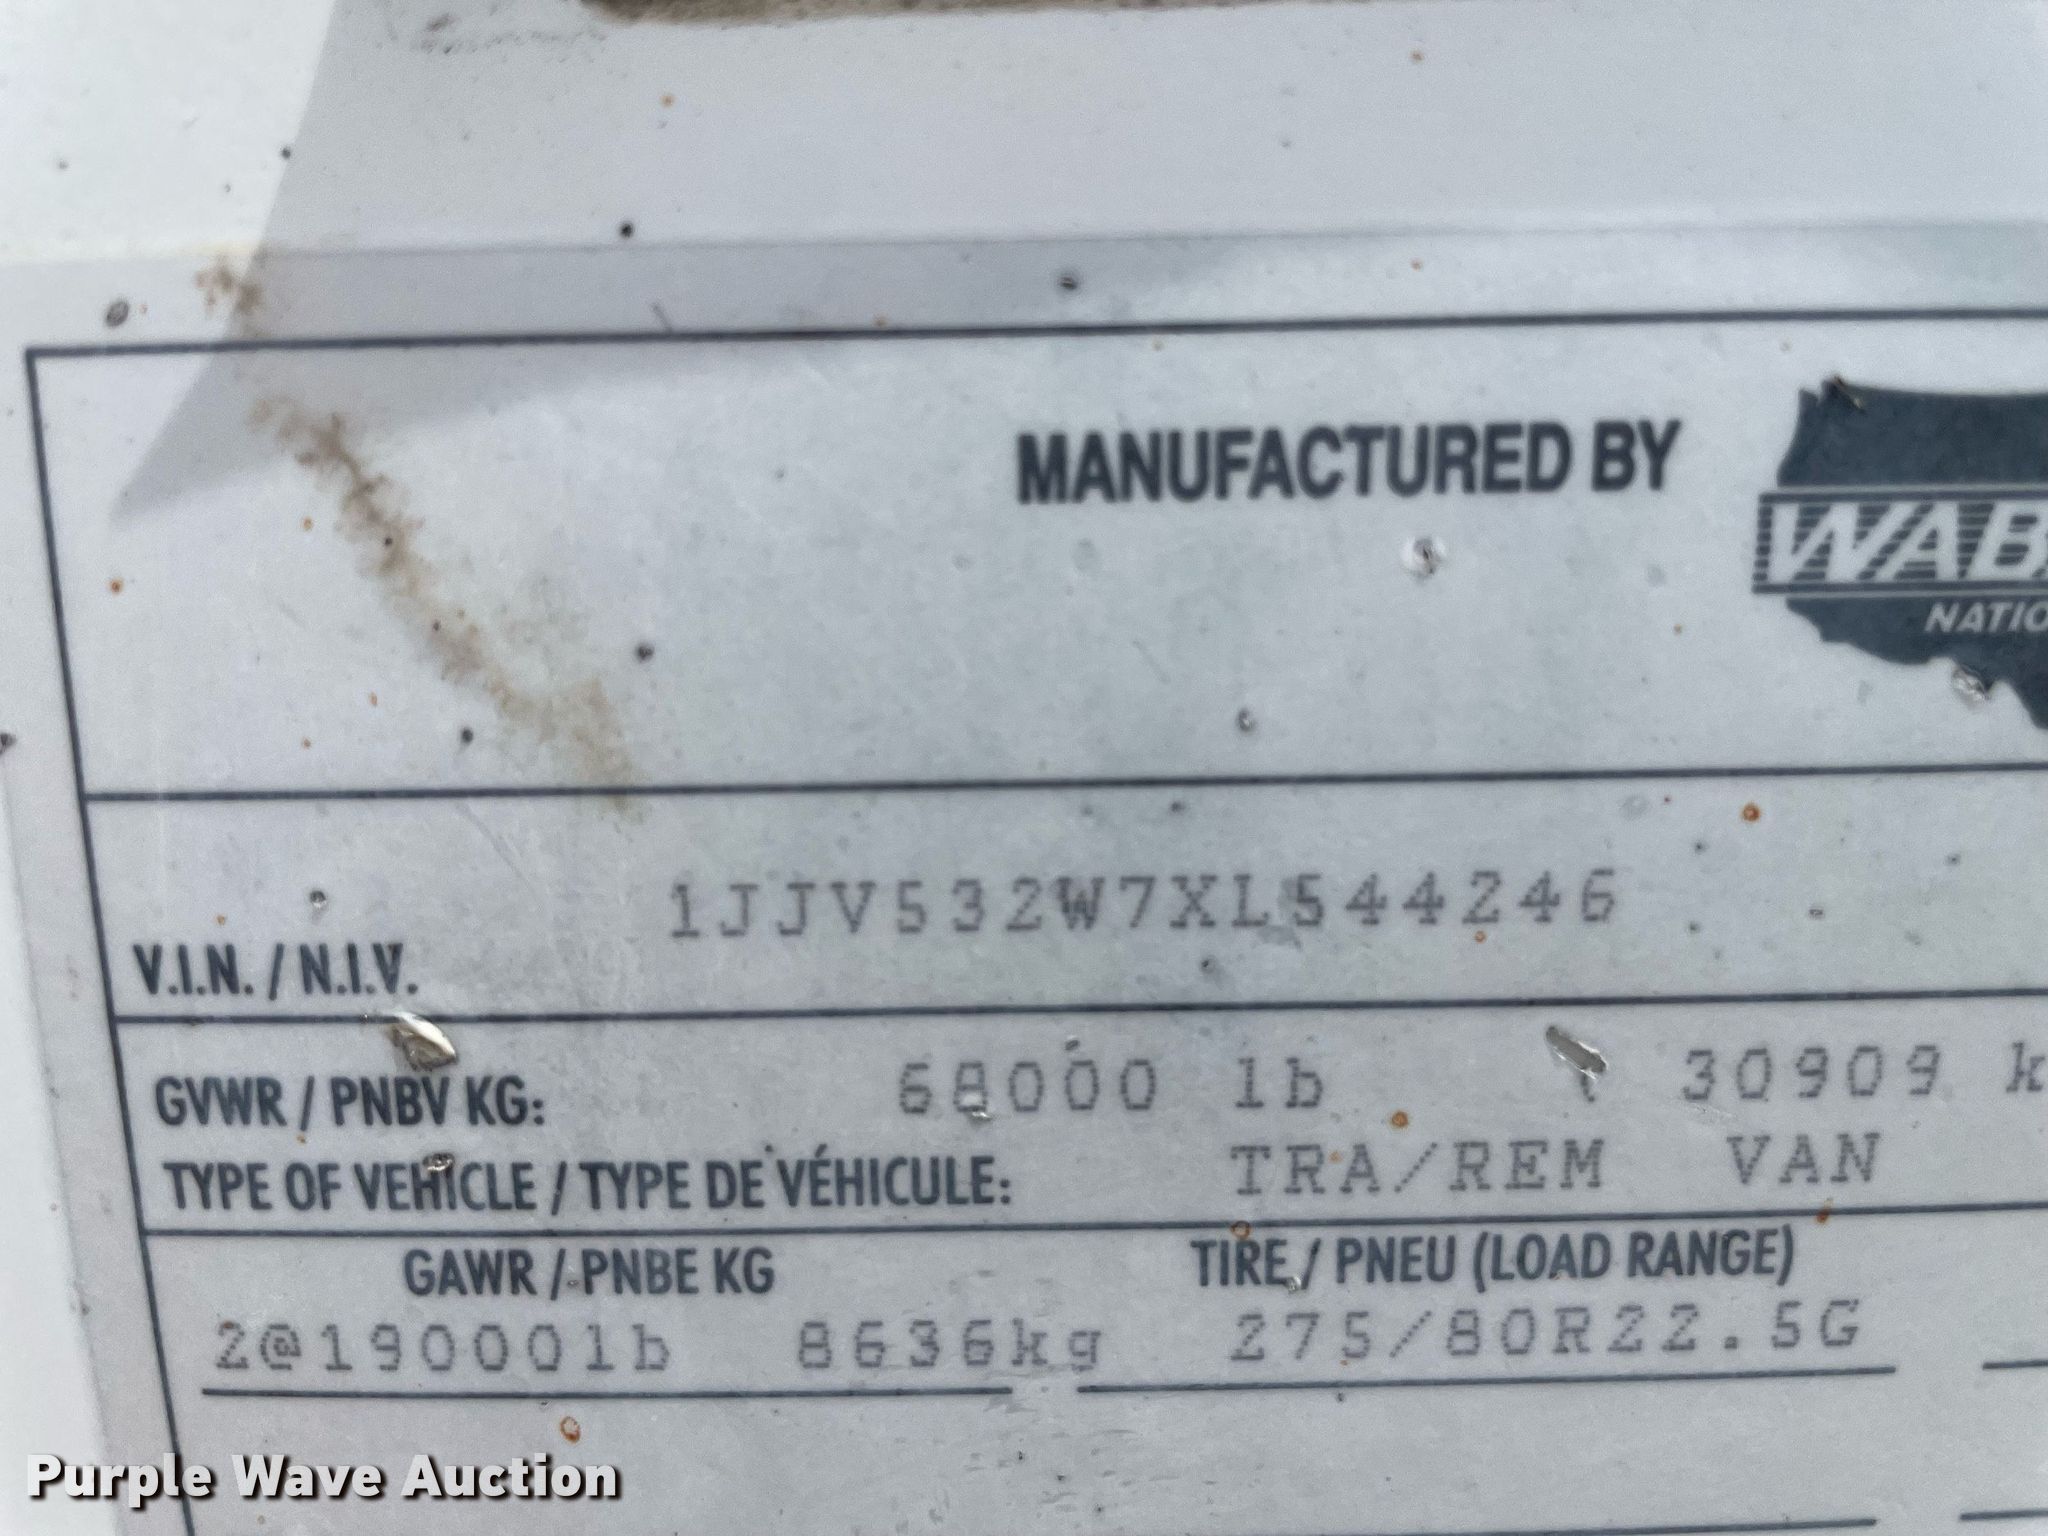 MANUFACTURED BY
WAB
NATIO
1JJV532W7XL544246
V.I.N. / N.I.V.
GVWR / PNBV KG: 68000 lb ( 30909 k
TYPE OF VEHICLE / TYPE DE VÉHICULE: TRA/REM VAN
GAWR / PNBE KG TIRE / PNEU (LOAD RANGE)
2@19000lb 8636kg 275/80R22.5G
Purple Wave Auction